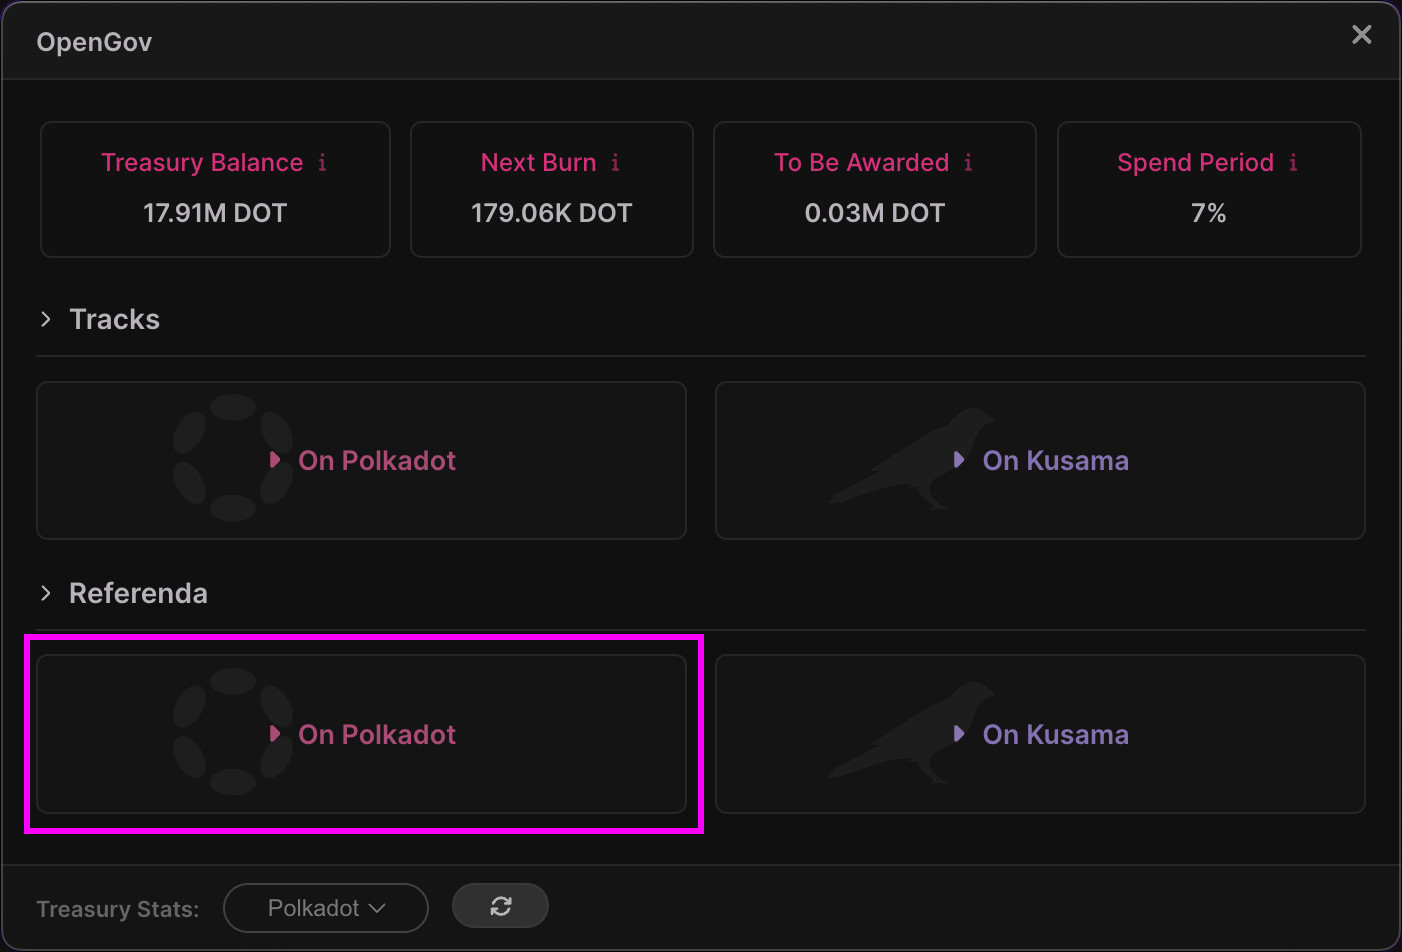 OpenGov
Treasury Balance
17.91M DOT
Next Burn
179.06K DOT
To Be Awarded
0.03M DOT
Spend Period
7%
Tracks
On Polkadot
On Kusama
Referenda
On Polkadot
On Kusama
Treasury Stats:
Polkadot